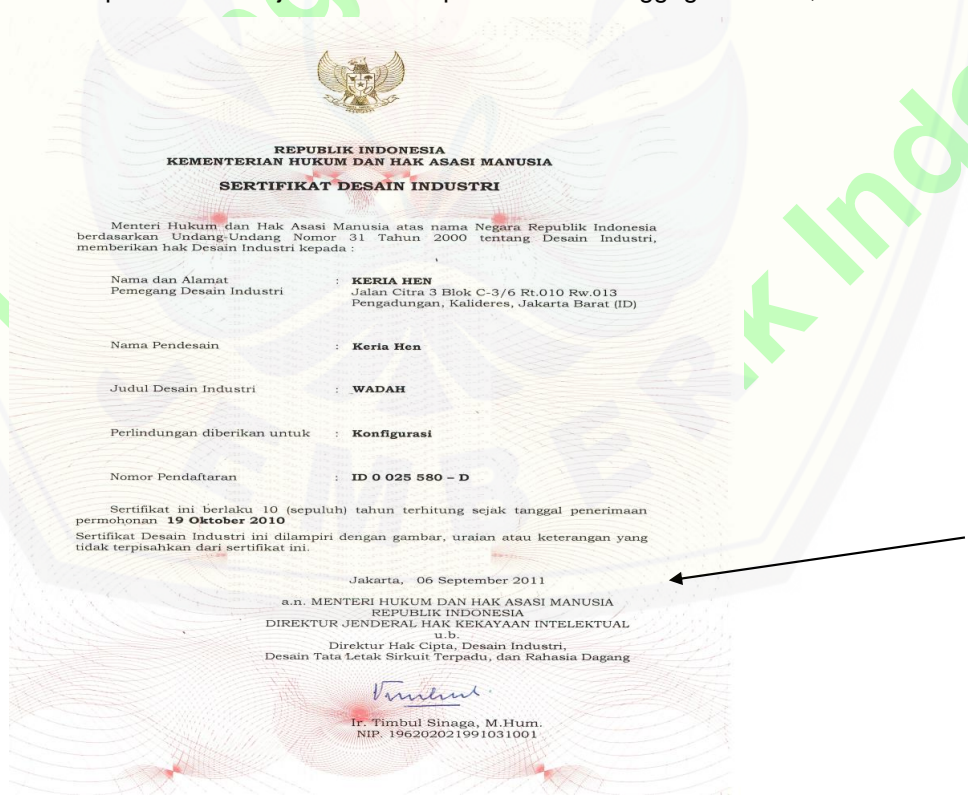 REPUBLIK INDONESIA
KEMENTERIAN HUKUM DAN HAK ASASI MANUSIA
SERTIFIKAT DESAIN INDUSTRI
Menteri Hukum dan Hak Asasi Manusia atas nama Negara Republik Indonesia
berdasarkan Undang-Undang Nomor 31 Tahun 2000 tentang Desain Industri,
memberikan hak Desain Industri kepada :
Nama dan Alamat : KERIA HEN
Pemegang Desain Industri Jalan Citra 3 Blok C-3/6 Rt.010 Rw.013
Pengadungan, Kalideres, Jakarta Barat (ID)
Nama Pendesain : Keria Hen
Judul Desain Industri : WADAH
Perlindungan diberikan untuk : Konfigurasi
Nomor Pendaftaran : ID 0 025 580 – D
Sertifikat ini berlaku 10 (sepuluh) tahun terhitung sejak tanggal penerimaan
permohonan 19 Oktober 2010
Sertifikat Desain Industri ini dilampiri dengan gambar, uraian atau keterangan yang
tidak terpisahkan dari sertifikat ini.
Jakarta, 06 September 2011
a.n. MENTERI HUKUM DAN HAK ASASI MANUSIA
REPUBLIK INDONESIA
DIREKTUR JENDERAL HAK KEKAYAAN INTELEKTUAL
u.b.
Direktur Hak Cipta, Desain Industri,
Desain Tata Letak Sirkuit Terpadu, dan Rahasia Dagang
Ir. Timbul Sinaga, M.Hum.
NIP. 196202021991031001